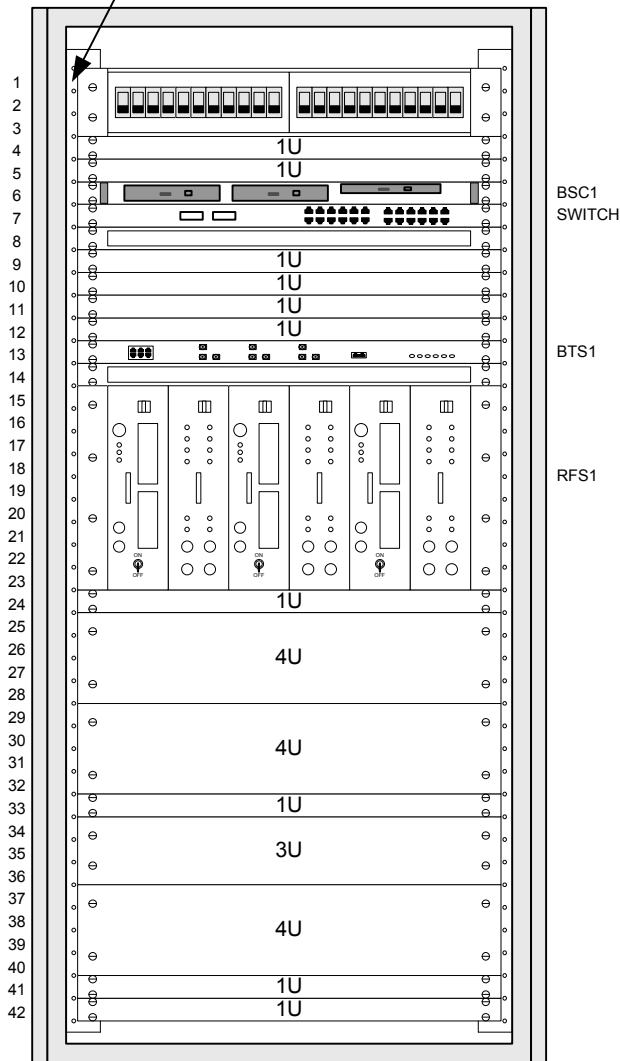 1
2
3
4 1U
5 1U
6 BSC1
7 SWITCH
8
9 1U
10 1U
11 1U
12 1U
13 BTS1
14
15
16
17
18
19 RFS1
20
21
22 ON ON ON
23 OFF OFF OFF
24 1U
25
26 4U
27
28
29
30 4U
31
32
33 1U
34
35 3U
36
37
38 4U
39
40
41 1U
42 1U